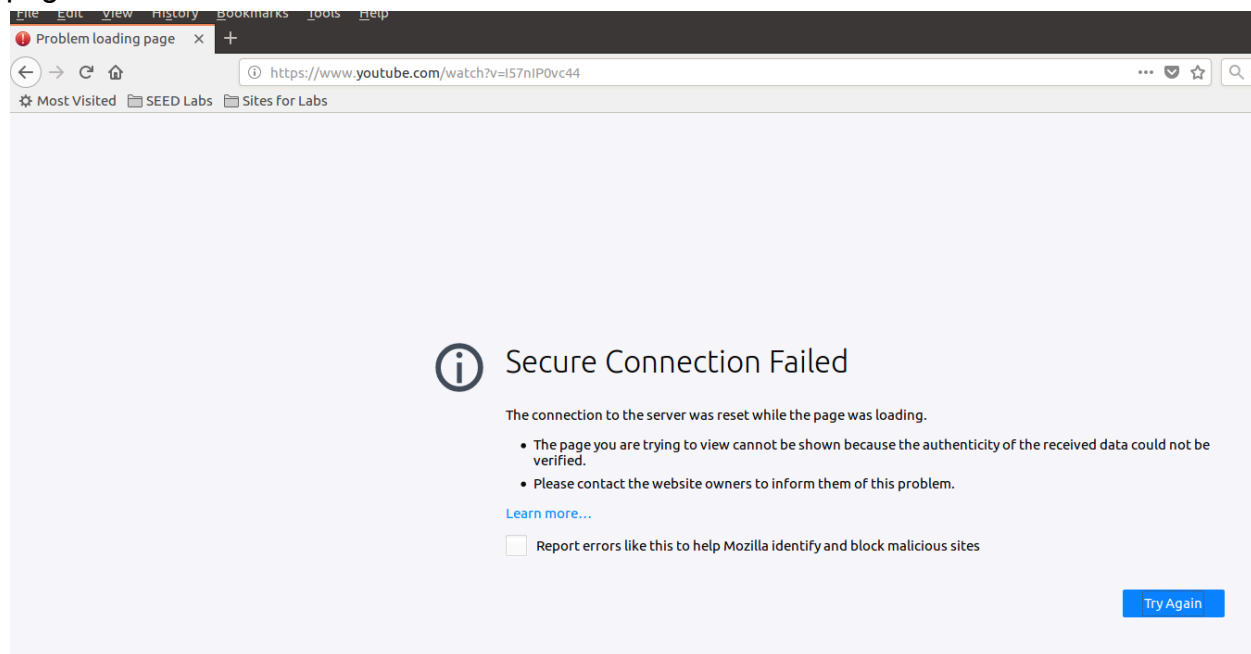 File Edit View History Bookmarks Tools Help
Problem loading page × +
https://www.youtube.com/watch?v=I57nIP0vc44
Most Visited SEED Labs Sites for Labs
Secure Connection Failed
The connection to the server was reset while the page was loading.
• The page you are trying to view cannot be shown because the authenticity of the received data could not be
verified.
• Please contact the website owners to inform them of this problem.
Learn more...
Report errors like this to help Mozilla identify and block malicious sites
Try Again